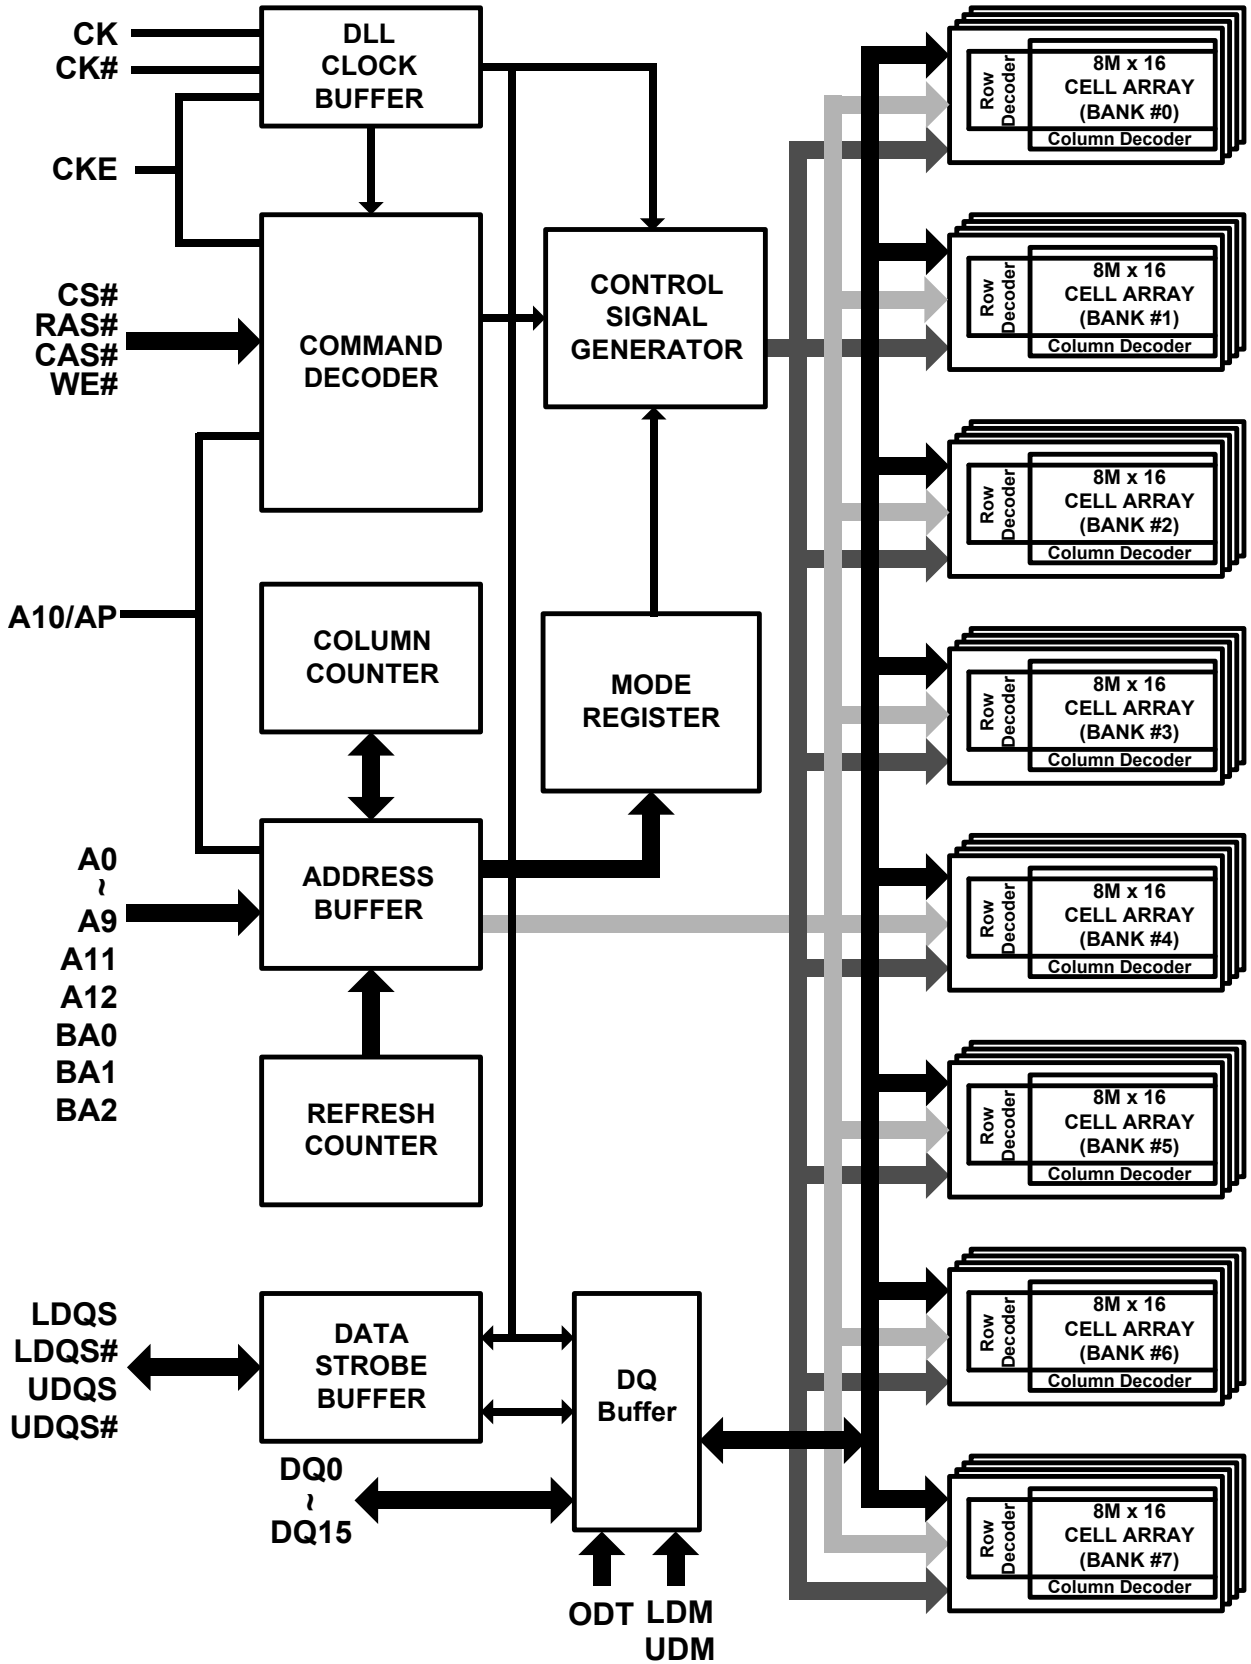 CK
CK#
CKE
CS#
RAS#
CAS#
WE#
A10/AP
A0
~
A9
A11
A12
BA0
BA1
BA2
LDQS
LDQS#
UDQS
UDQS#
DQ0
~
DQ15
DLL
CLOCK
BUFFER
COMMAND
DECODER
COLUMN
COUNTER
ADDRESS
BUFFER
REFRESH
COUNTER
DATA
STROBE
BUFFER
CONTROL
SIGNAL
GENERATOR
MODE
REGISTER
DQ
Buffer
ODT
LDM
UDM
Row
Decoder
8M x 16
CELL ARRAY
(BANK #0)
Column Decoder
Row
Decoder
8M x 16
CELL ARRAY
(BANK #1)
Column Decoder
Row
Decoder
8M x 16
CELL ARRAY
(BANK #2)
Column Decoder
Row
Decoder
8M x 16
CELL ARRAY
(BANK #3)
Column Decoder
Row
Decoder
8M x 16
CELL ARRAY
(BANK #4)
Column Decoder
Row
Decoder
8M x 16
CELL ARRAY
(BANK #5)
Column Decoder
Row
Decoder
8M x 16
CELL ARRAY
(BANK #6)
Column Decoder
Row
Decoder
8M x 16
CELL ARRAY
(BANK #7)
Column Decoder